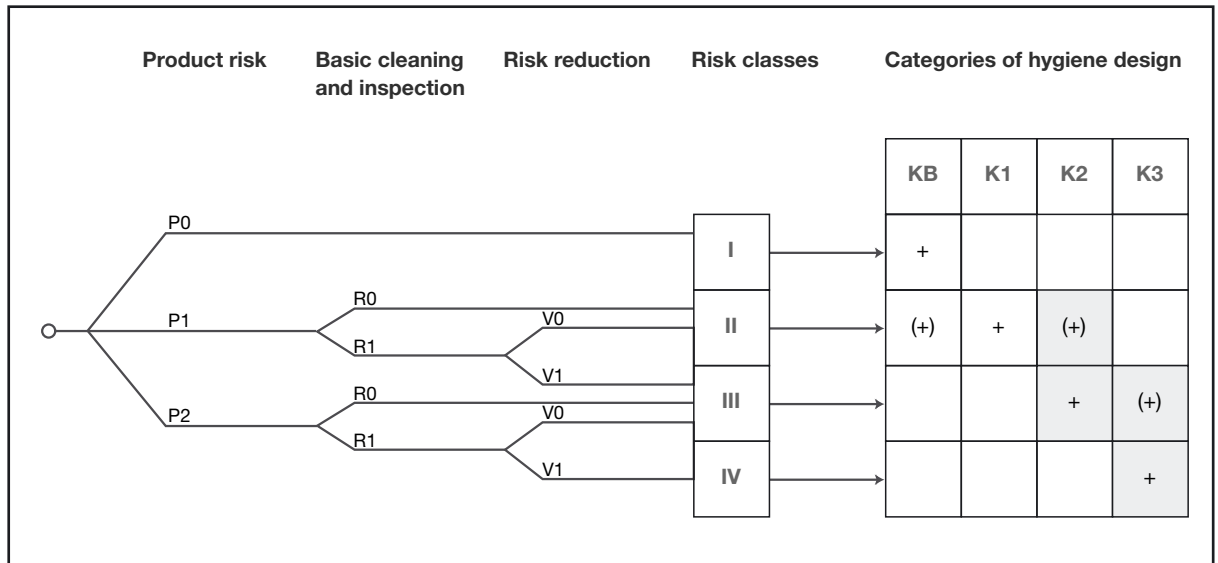 Product risk
Basic cleaning
and inspection
Risk reduction
Risk classes
Categories of hygiene design
KB K1 K2 K3
P0
I +
R0
P1 V0 II (+) + (+)
R1
V1
R0
P2 V0 III + (+)
R1
V1 IV +